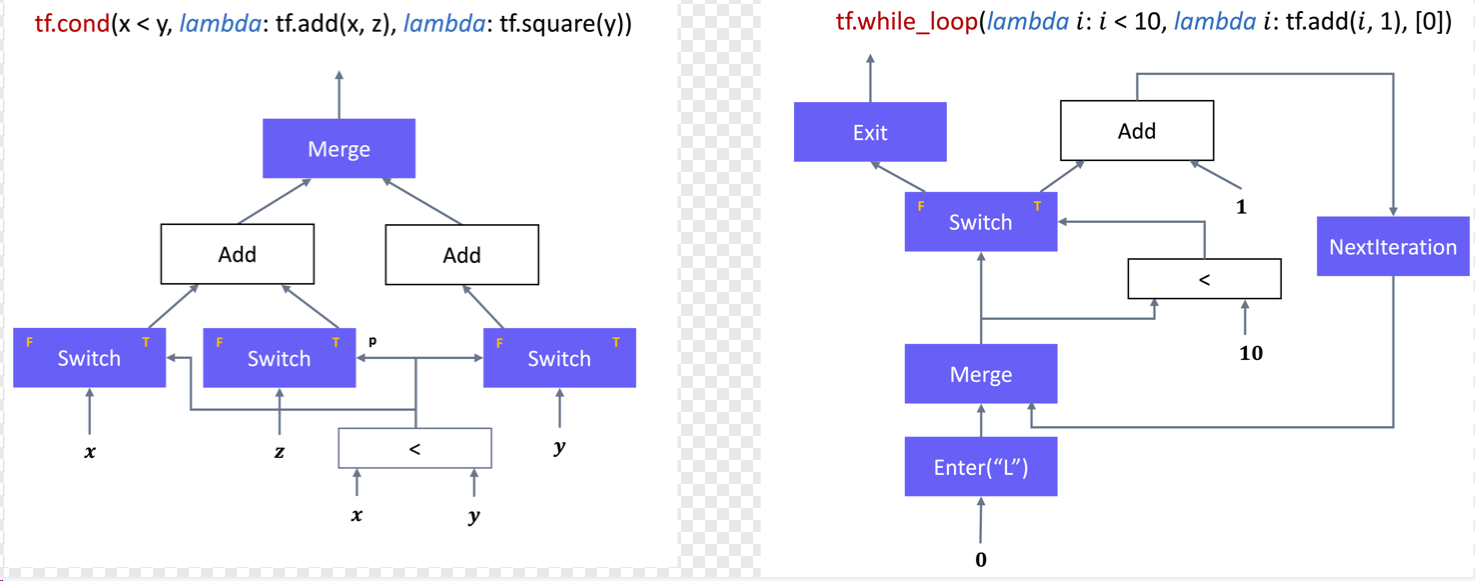 tf.cond(x < y, lambda: tf.add(x, z), lambda: tf.square(y))
Merge
Add
Add
F
Switch
T
F
Switch
T
p
F
Switch
T
x
z
<
y
x
y
tf.while_loop(lambda i: i < 10, lambda i: tf.add(i, 1), [0])
Exit
Add
F
Switch
T
1
NextIteration
<
10
Merge
Enter(“L”)
0